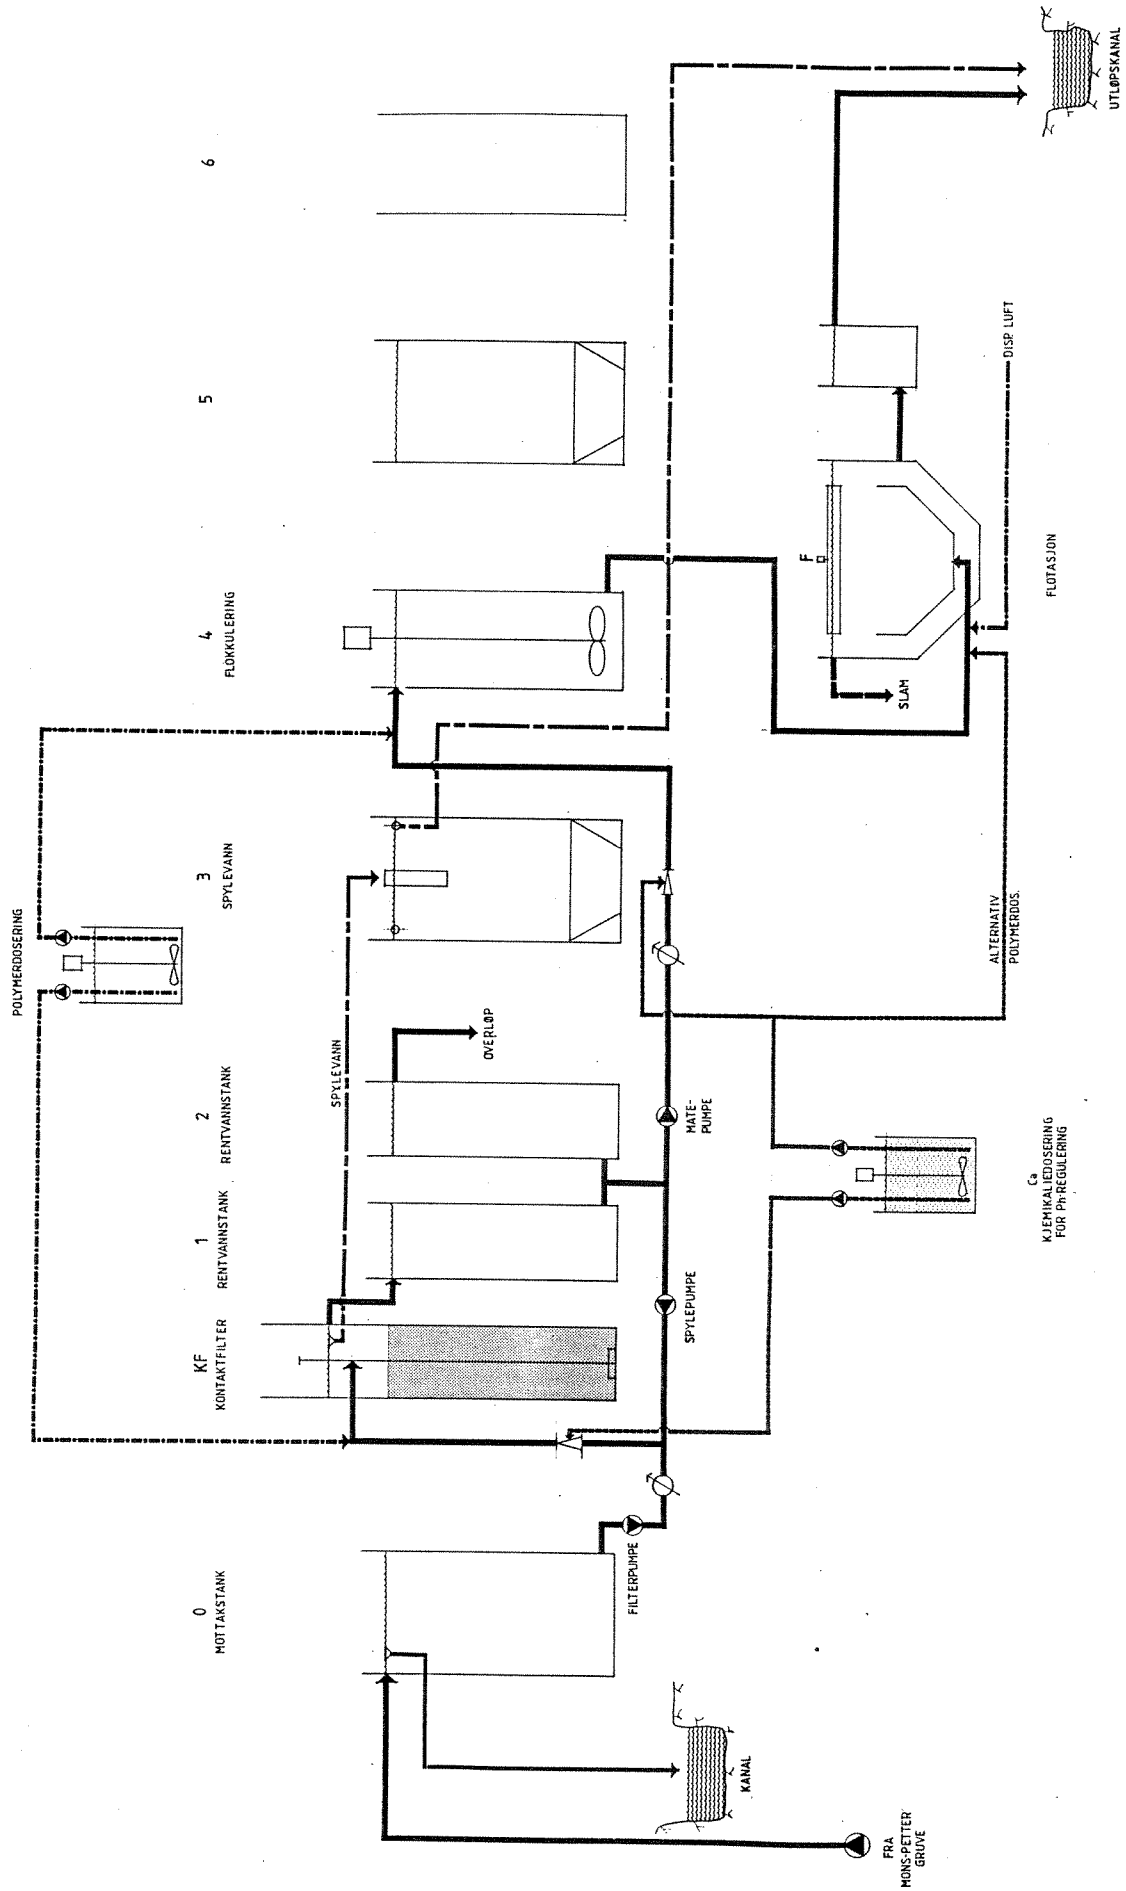 POLYMERDOSERING
0
MOTTAKSTANK
KF
KONTAKTFILTER
1
RENTVANNSTANK
2
RENTVANNSTANK
3
SPYLEVANN
4
FLOKKULERING
5
6
SPYLEVANN
OVERLØP
FILTERPUMPE
SPYLEPUMPE
MATE-
PUMPE
KANAL
FRA
MONS-PETTER
GRUVE
Ca
KJEMIKALIEDOSERING
FOR Ph-REGULERING
ALTERNATIV
POLYMERDOS.
SLAM
F
FLOTASJON
DISP. LUFT
UTLØPSKANAL